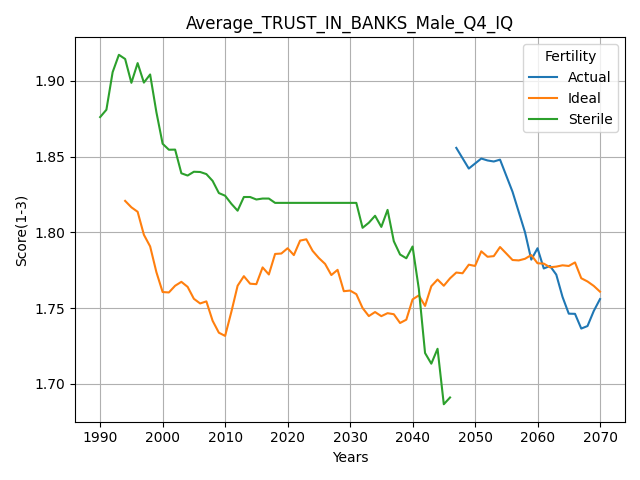 Average_TRUST_IN_BANKS_Male_Q4_IQ
Fertility
Actual
Ideal
Sterile
Score(1-3)
1.90
1.85
1.80
1.75
1.70
1990 2000 2010 2020 2030 2040 2050 2060 2070
Years